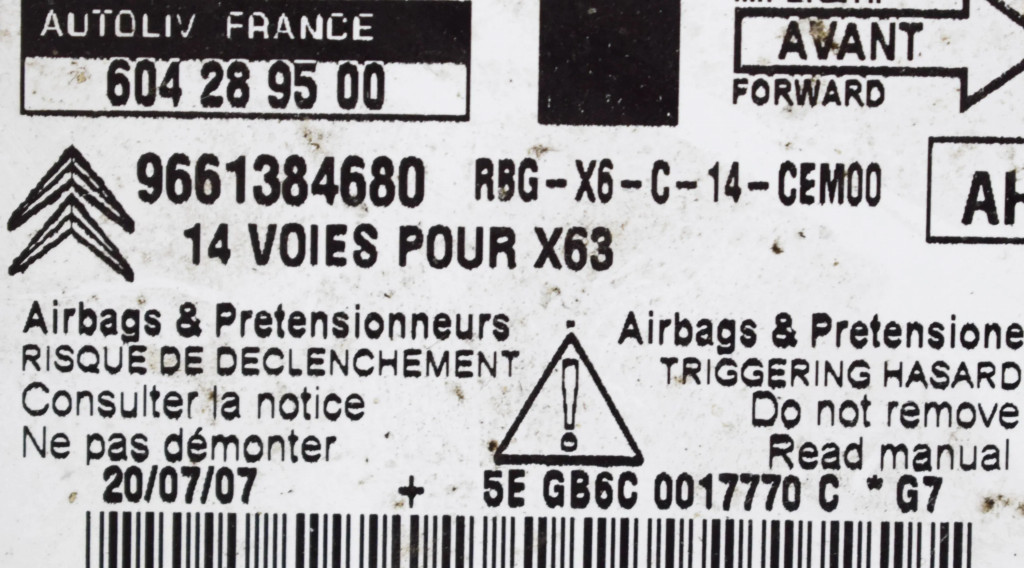 AUTOLIV FRANCE
604 28 95 00
AVANT
FORWARD
9661384680 RBG-X6-C-14-CEM00
14 VOIES POUR X63
Airbags & Pretensionneurs
RISQUE DE DECLENCHEMENT
Consulter la notice
Ne pas démonter
Airbags & Pretensione
TRIGGERING HASARD
Do not remove
Read manual
20/07/07 + 5E GB6C 0017770 C *G7